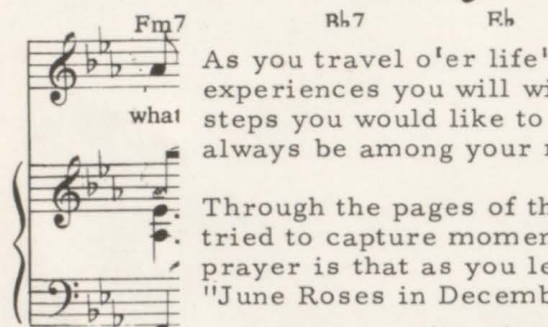 Fm7 Bb7 Eb
As you travel o'er life'
experiences you will wi
what
steps you would like to
always be among your
Through the pages of th
tried to capture momen
prayer is that as you le
"June Roses in Decemb